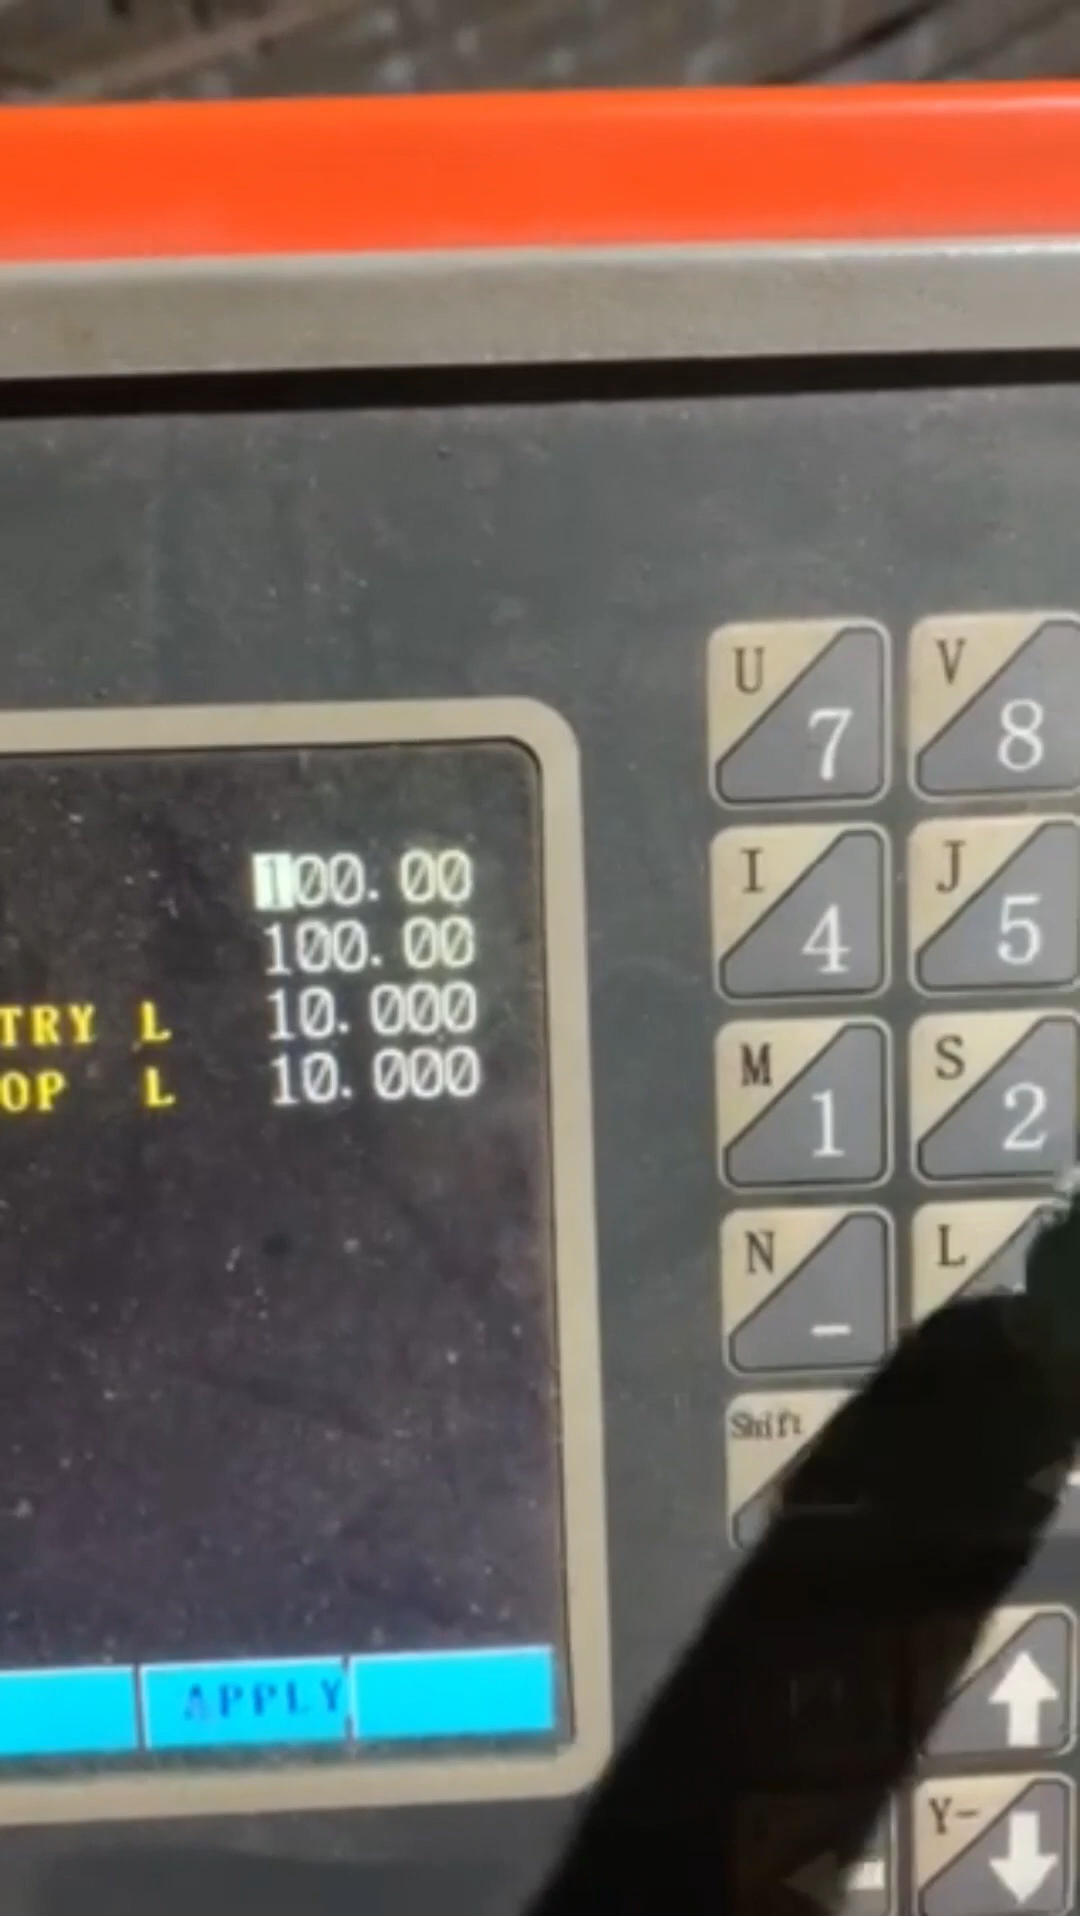 100.00
100.00
TRY L 10.000
OP L 10.000
APPLY
U 7
V 8
I 4
J 5
M 1
S 2
N -
L
Shift
Y-